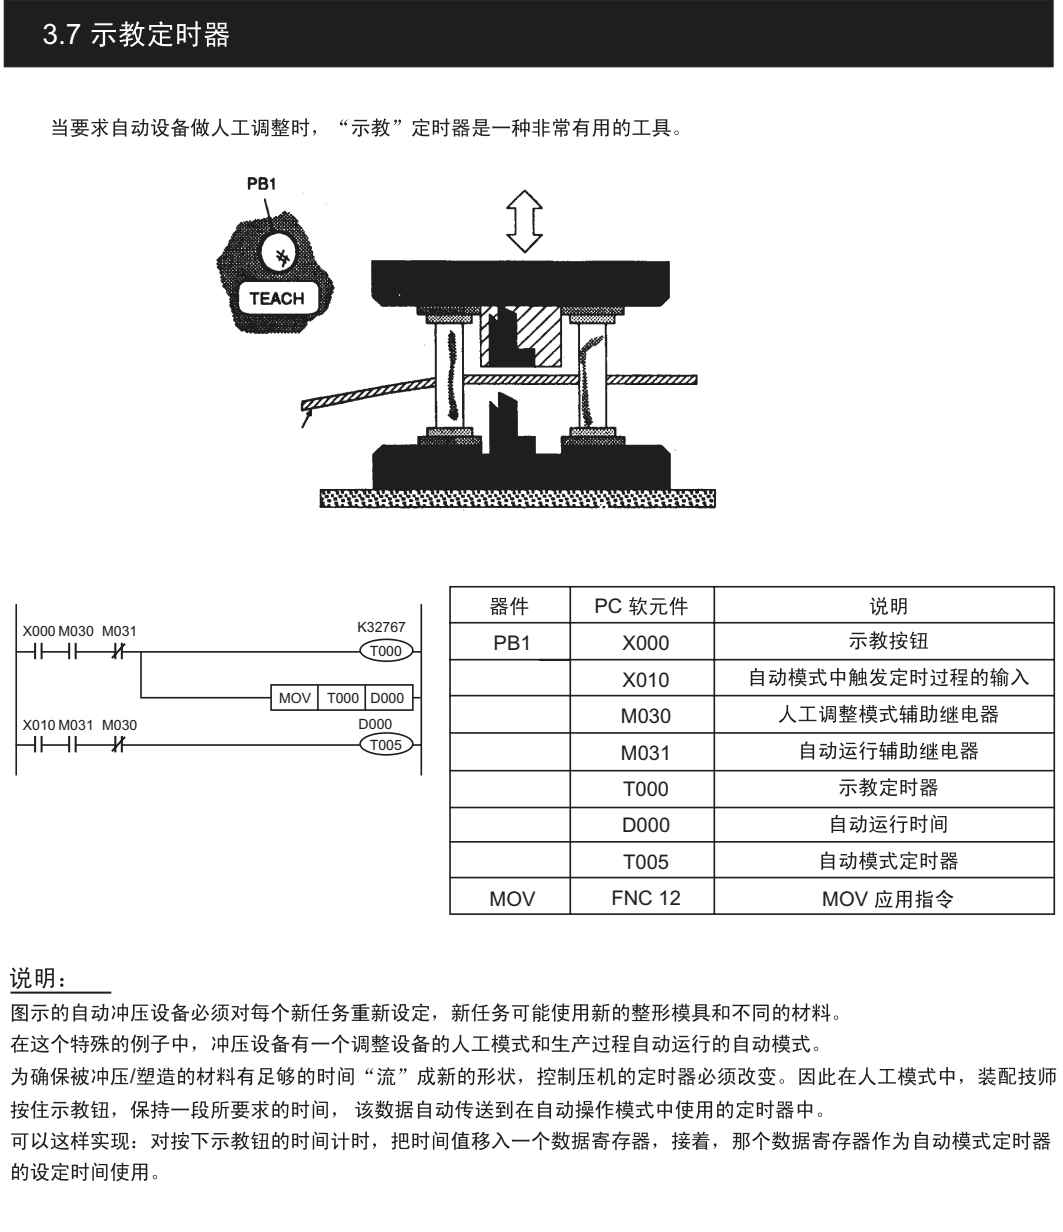 3.7 示教定时器
当要求自动设备做人工调整时，“示教”定时器是一种非常有用的工具。
PB1
TEACH
X000 M030 M031 K32767
T000
MOV T000 D000
X010 M031 M030 D000
T005
器件 PC 软元件 说明
PB1 X000 示教按钮
X010 自动模式中触发定时过程的输入
M030 人工调整模式辅助继电器
M031 自动运行辅助继电器
T000 示教定时器
D000 自动运行时间
T005 自动模式定时器
MOV FNC 12 MOV 应用指令
说明：
图示的自动冲压设备必须对每个新任务重新设定，新任务可能使用新的整形模具和不同的材料。
在这个特殊的例子中，冲压设备有一个调整设备的人工模式和生产过程自动运行的自动模式。
为确保被冲压/塑造的材料有足够的时间“流”成新的形状，控制压机的定时器必须改变。因此在人工模式中，装配技师
按住示教钮，保持一段所要求的时间， 该数据自动传送到在自动操作模式中使用的定时器中。
可以这样实现：对按下示教钮的时间计时，把时间值移入一个数据寄存器，接着，那个数据寄存器作为自动模式定时器
的设定时间使用。